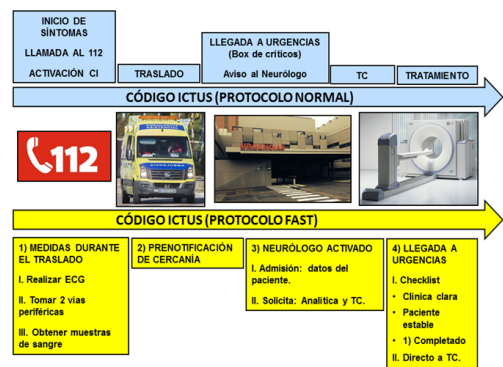 INICIO DE
SÍNTOMAS
LLAMADA AL 112
ACTIVACIÓN CI
TRASLADO
LLEGADA A URGENCIAS
(Box de críticos)
Aviso al Neurólogo
TC
TRATAMIENTO
CÓDIGO ICTUS (PROTOCOLO NORMAL)
112
URGENCIAS
CÓDIGO ICTUS (PROTOCOLO FAST)
1) MEDIDAS DURANTE
EL TRASLADO
I. Realizar ECG
II. Tomar 2 vías
periféricas
III. Obtener muestras
de sangre
2) PRENOTIFICACIÓN
DE CERCANÍA
3) NEURÓLOGO ACTIVADO
I. Admisión: datos del
paciente.
II. Solicita: Analítica y TC.
4) LLEGADA A
URGENCIAS
I. Checklist
• Clínica clara
• Paciente
estable
• 1) Completado
II. Directo a TC.